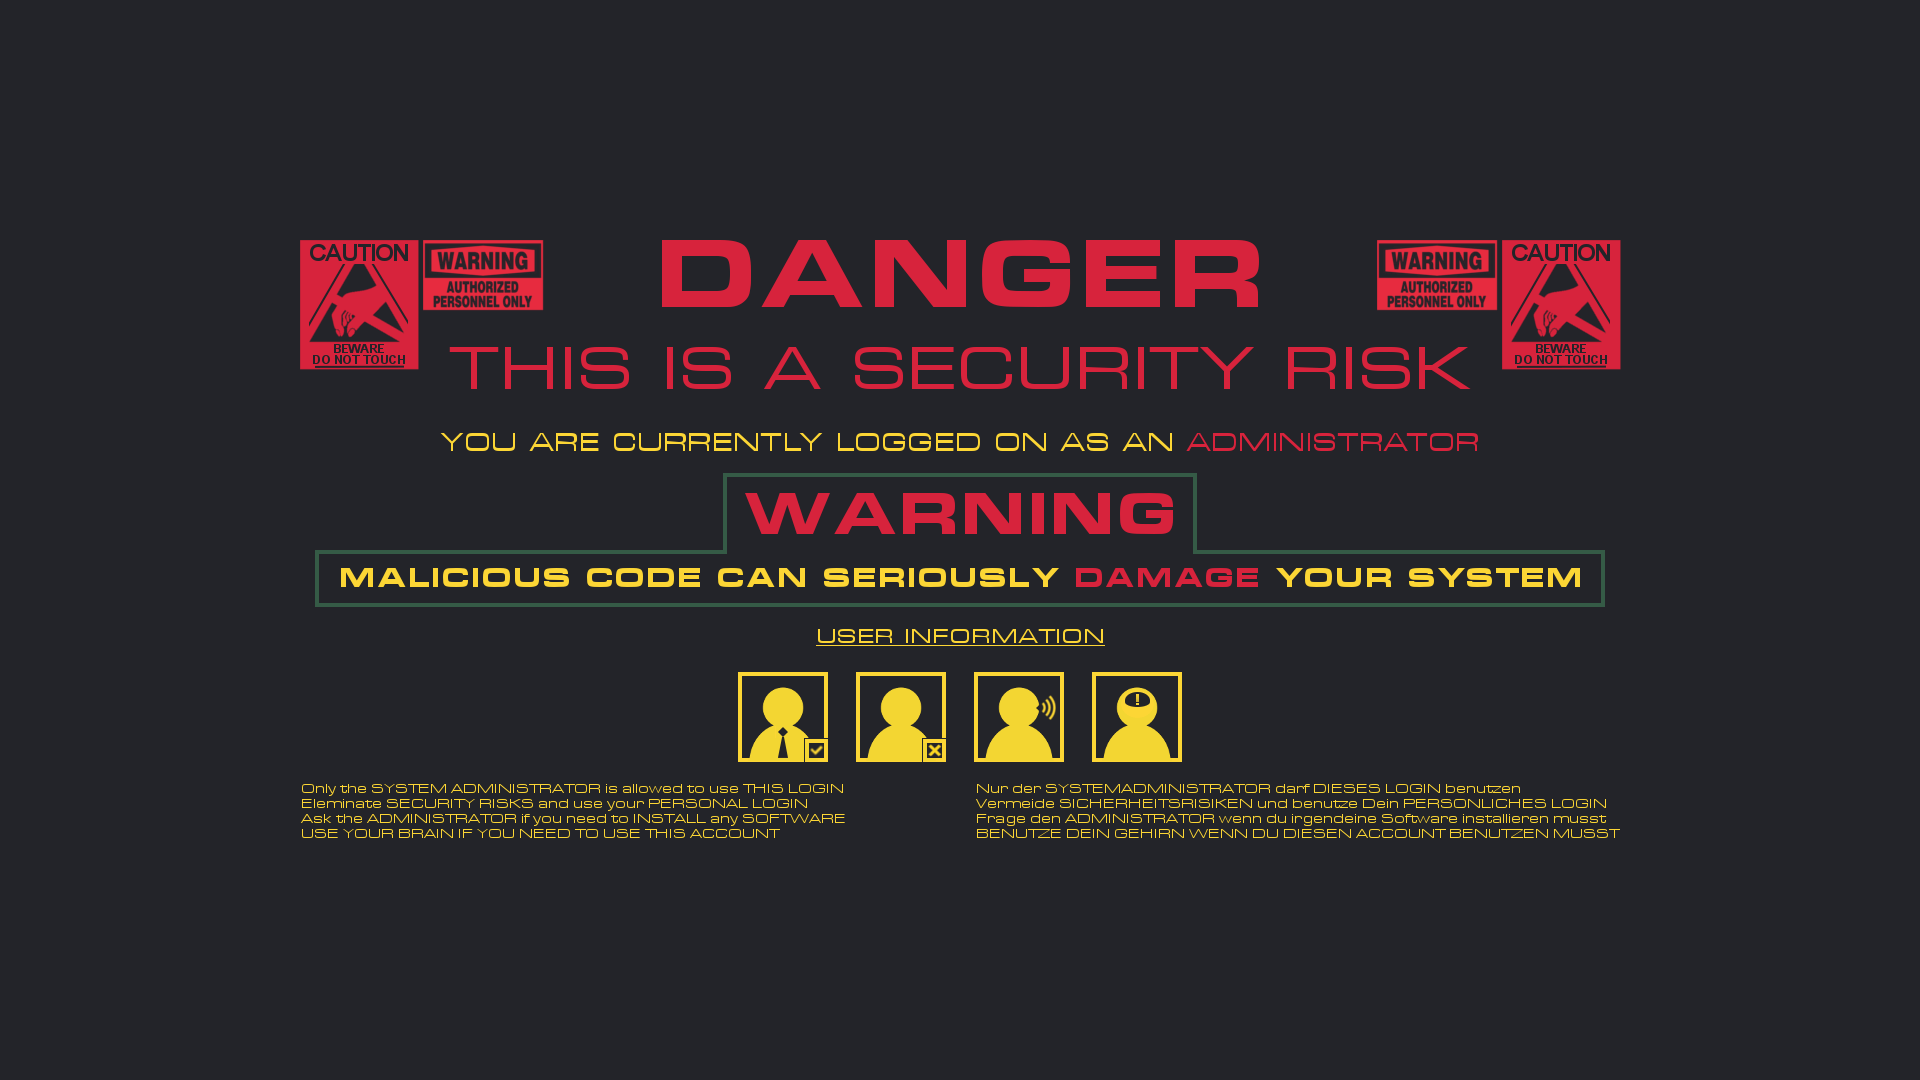 CAUTION
BEWARE
DO NOT TOUCH
WARNING
AUTHORIZED
PERSONNEL ONLY
DANGER
WARNING
AUTHORIZED
PERSONNEL ONLY
CAUTION
BEWARE
DO NOT TOUCH
THIS IS A SECURITY RISK
YOU ARE CURRENTLY LOGGED ON AS AN ADMINISTRATOR
WARNING
MALICIOUS CODE CAN SERIOUSLY DAMAGE YOUR SYSTEM
USER INFORMATION
!
Only the SYSTEM ADMINISTRATOR is allowed to use THIS LOGIN
Eleminate SECURITY RISKS and use your PERSONAL LOGIN
Ask the ADMINISTRATOR if you need to INSTALL any SOFTWARE
USE YOUR BRAIN IF YOU NEED TO USE THIS ACCOUNT
Nur der SYSTEMADMINISTRATOR darf DIESES LOGIN benutzen
Vermeide SICHERHEITSRISIKEN und benutze Dein PERSONLICHES LOGIN
Frage den ADMINISTRATOR wenn du irgendeine Software installieren musst
BENUTZE DEIN GEHIRN WENN DU DIESEN ACCOUNT BENUTZEN MUSST